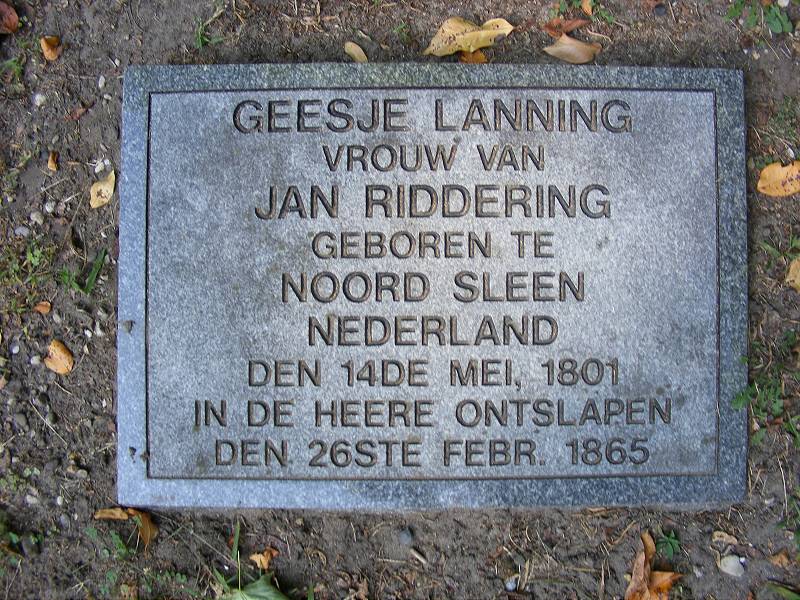 GEESJE LANNING
VROUW VAN
JAN RIDDERING
GEBOREN TE
NOORD SLEEN
NEDERLAND
DEN 14DE MEI, 1801
IN DE HEERE ONTSLAPEN
DEN 26STE FEBR. 1865